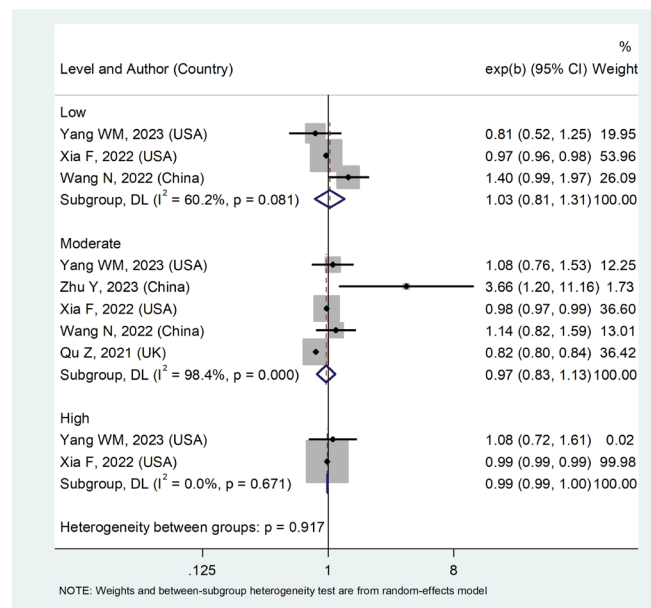 %
Level and Author (Country) exp(b) (95% CI) Weight
Low
Yang WM, 2023 (USA) 0.81 (0.52, 1.25) 19.95
Xia F, 2022 (USA) 0.97 (0.96, 0.98) 53.96
Wang N, 2022 (China) 1.40 (0.99, 1.97) 26.09
Subgroup, DL (I² = 60.2%, p = 0.081) 1.03 (0.81, 1.31) 100.00
Moderate
Yang WM, 2023 (USA) 1.08 (0.76, 1.53) 12.25
Zhu Y, 2023 (China) 3.66 (1.20, 11.16) 1.73
Xia F, 2022 (USA) 0.98 (0.97, 0.99) 36.60
Wang N, 2022 (China) 1.14 (0.82, 1.59) 13.01
Qu Z, 2021 (UK) 0.82 (0.80, 0.84) 36.42
Subgroup, DL (I² = 98.4%, p = 0.000) 0.97 (0.83, 1.13) 100.00
High
Yang WM, 2023 (USA) 1.08 (0.72, 1.61) 0.02
Xia F, 2022 (USA) 0.99 (0.99, 0.99) 99.98
Subgroup, DL (I² = 0.0%, p = 0.671) 0.99 (0.99, 1.00) 100.00
Heterogeneity between groups: p = 0.917
.125 1 8
NOTE: Weights and between-subgroup heterogeneity test are from random-effects model